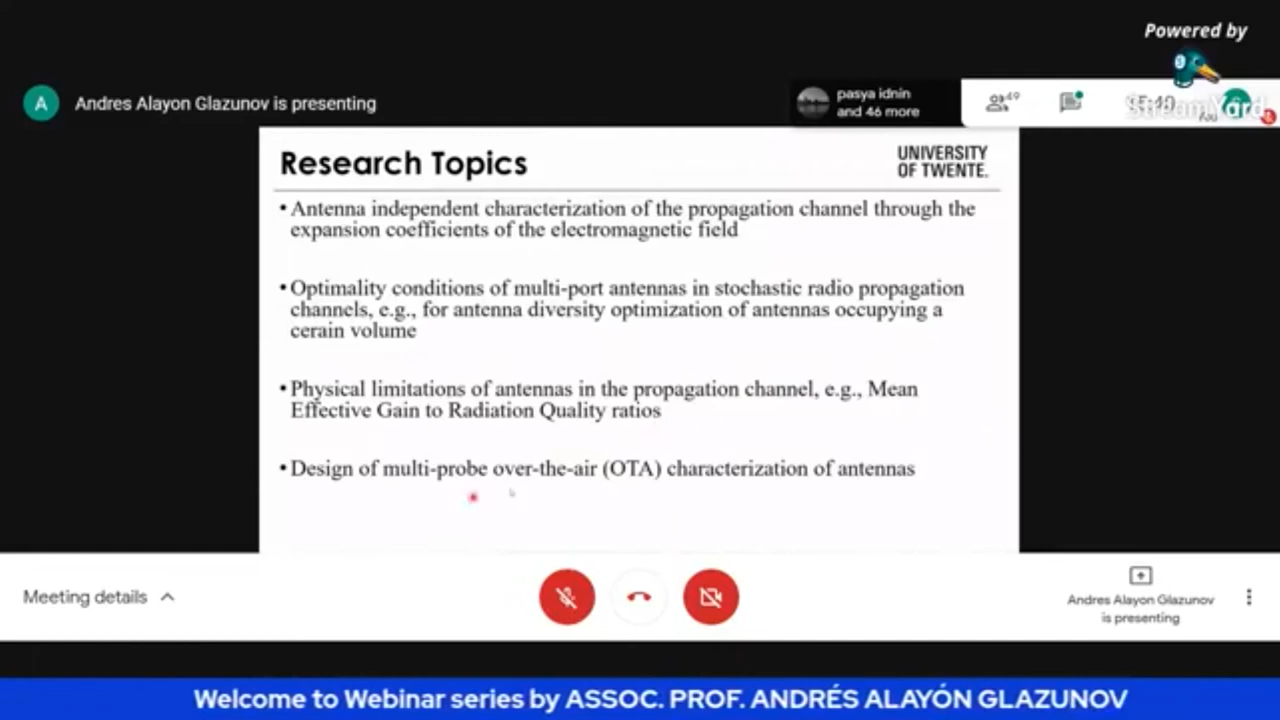 Powered by
A
Andres Alayon Glazunov is presenting
pasya idnin
and 46 more
49
StreamYard
Research Topics
UNIVERSITY
OF TWENTE.
• Antenna independent characterization of the propagation channel through the
expansion coefficients of the electromagnetic field
• Optimality conditions of multi-port antennas in stochastic radio propagation
channels, e.g., for antenna diversity optimization of antennas occupying a
cerain volume
• Physical limitations of antennas in the propagation channel, e.g., Mean
Effective Gain to Radiation Quality ratios
• Design of multi-probe over-the-air (OTA) characterization of antennas
Meeting details
Andres Alayon Glazunov
is presenting
Welcome to Webinar series by ASSOC. PROF. ANDRÉS ALAYÓN GLAZUNOV